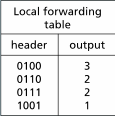 Local forwarding
table
header output
0100 3
0110 2
0111 2
1001 1